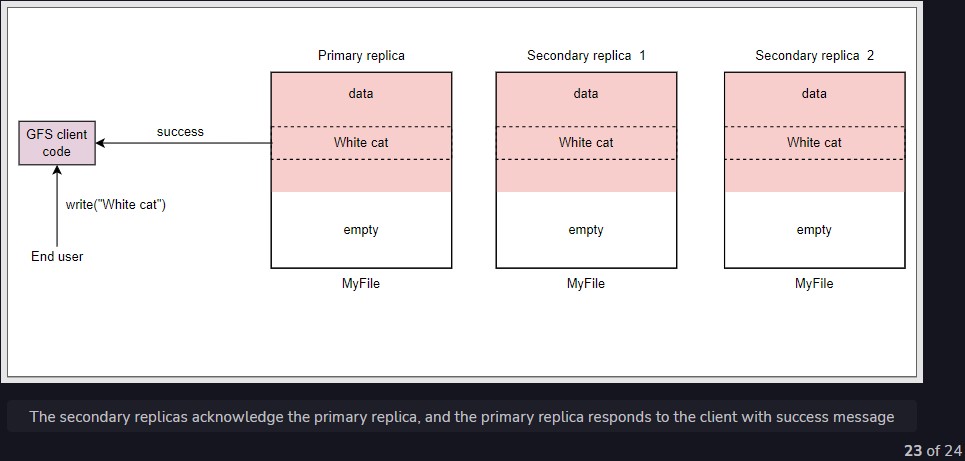 Primary replica
Secondary replica 1
Secondary replica 2
data
data
data
GFS client
code
success
White cat
White cat
White cat
write("White cat")
empty
empty
empty
End user
MyFile
MyFile
MyFile
The secondary replicas acknowledge the primary replica, and the primary replica responds to the client with success message
23 of 24